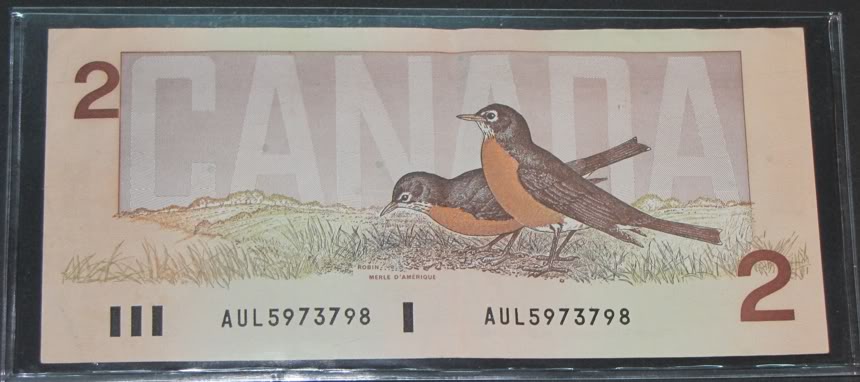 2
CANADA
ROBIN,
MERLE D'AMÉRIQUE
2
AUL5973798
AUL5973798